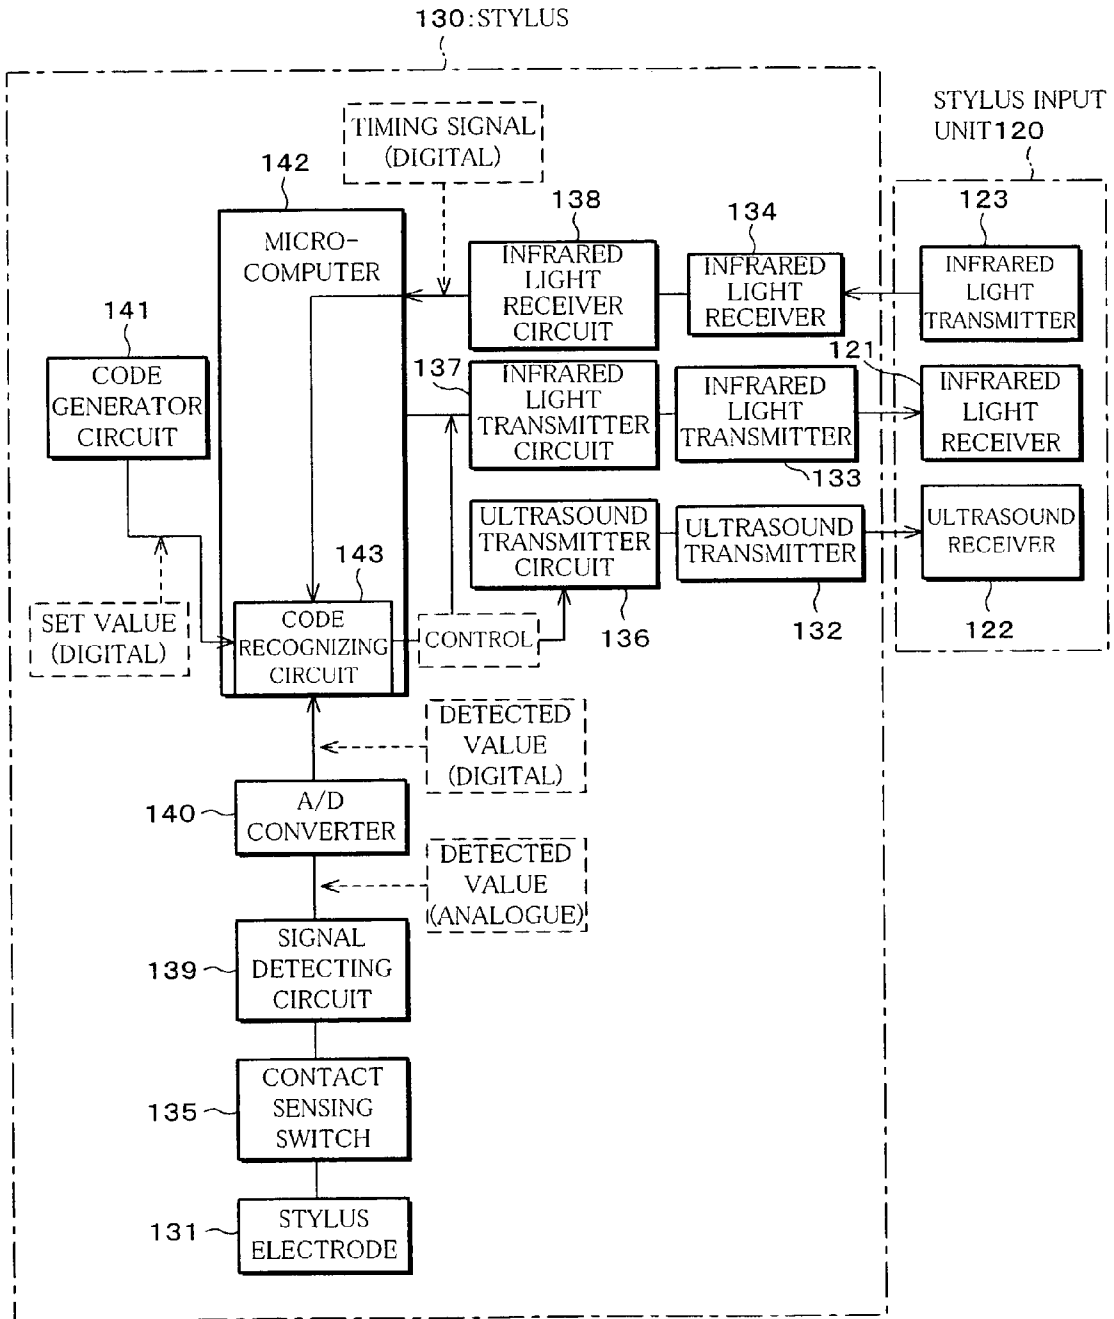 130:STYLUS
STYLUS INPUT
UNIT120
TIMING SIGNAL
(DIGITAL)
142
138
134
123
MICRO-
COMPUTER
INFRARED
LIGHT
RECEIVER
CIRCUIT
INFRARED
LIGHT
RECEIVER
INFRARED
LIGHT
TRANSMITTER
141
CODE
GENERATOR
CIRCUIT
137
INFRARED
LIGHT
TRANSMITTER
CIRCUIT
INFRARED
LIGHT
TRANSMITTER
133
121
INFRARED
LIGHT
RECEIVER
ULTRASOUND
TRANSMITTER
CIRCUIT
136
ULTRASOUND
TRANSMITTER
132
ULTRASOUND
RECEIVER
122
SET VALUE
(DIGITAL)
143
CODE
RECOGNIZING
CIRCUIT
CONTROL
DETECTED
VALUE
(DIGITAL)
140
A/D
CONVERTER
DETECTED
VALUE
(ANALOGUE)
139
SIGNAL
DETECTING
CIRCUIT
135
CONTACT
SENSING
SWITCH
131
STYLUS
ELECTRODE